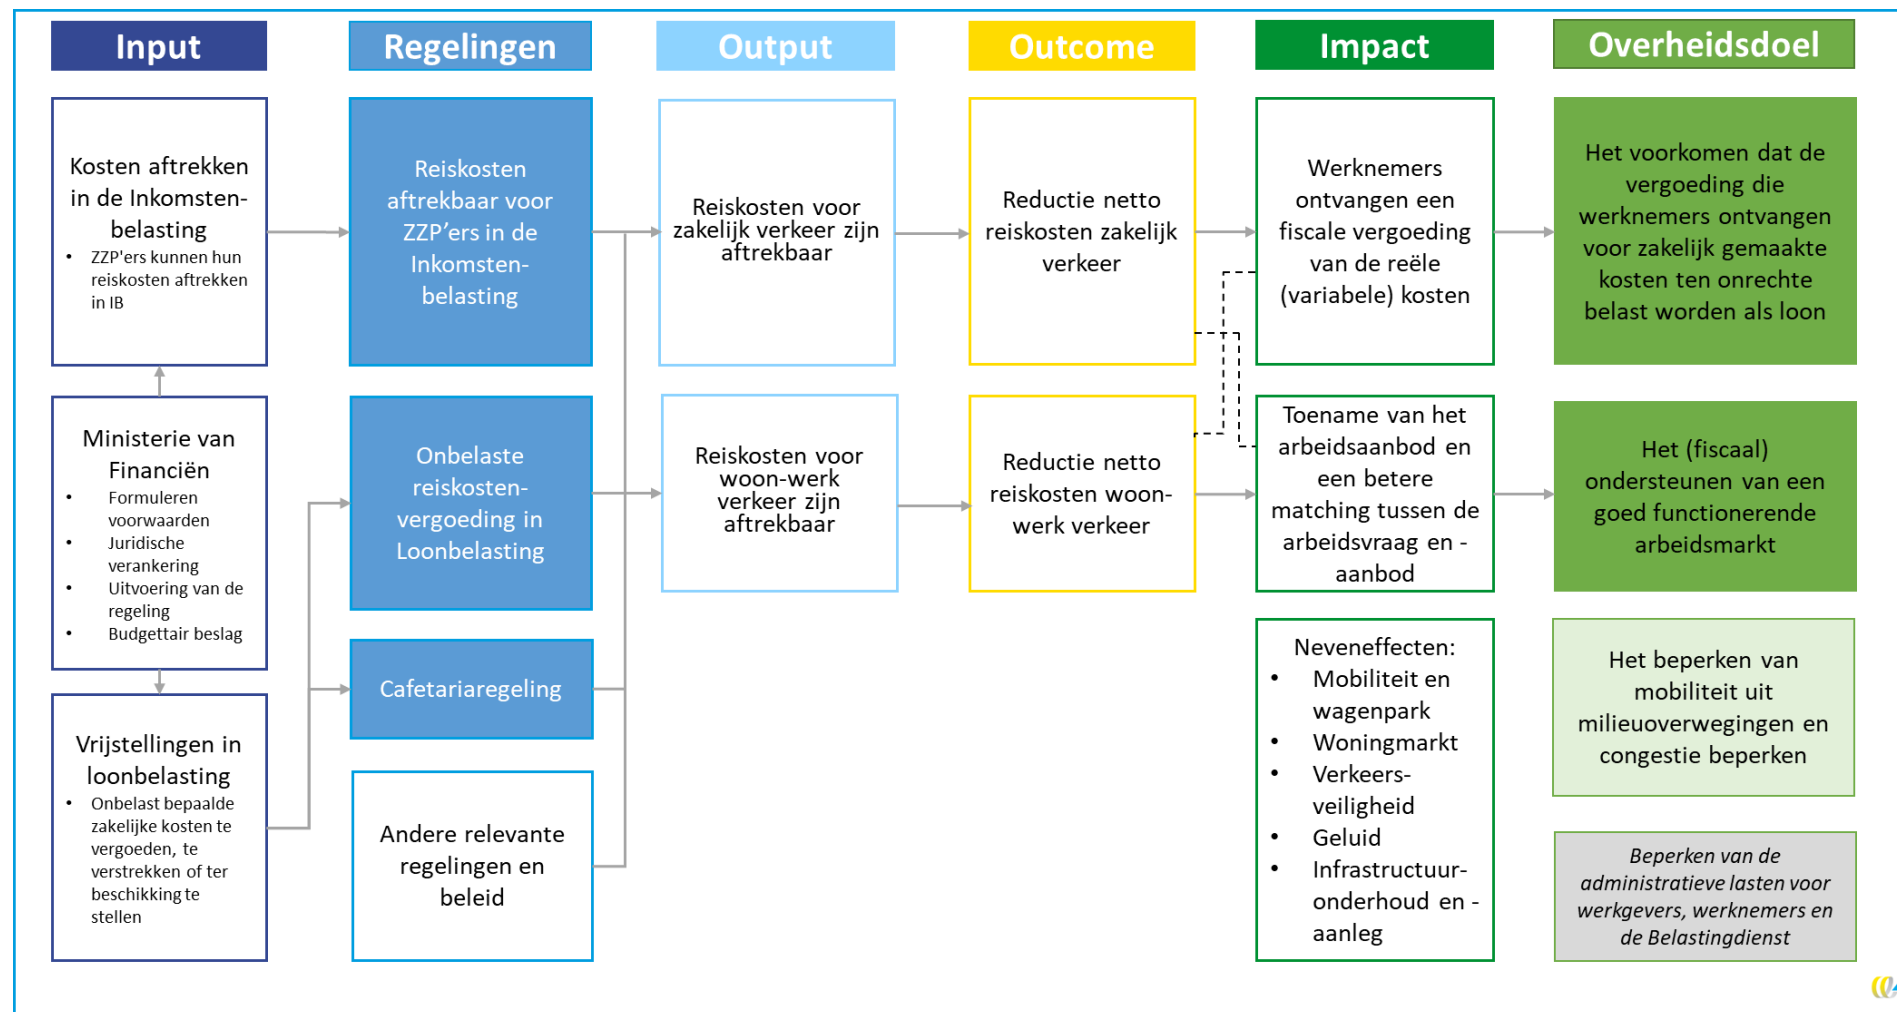 Input
Regelingen
Output
Outcome
Impact
Overheidsdoel
Kosten aftrekken
in de Inkomsten-
belasting
• ZZP'ers kunnen hun
reiskosten aftrekken
in IB
Ministerie van
Financiën
• Formuleren
voorwaarden
• Juridische
verankering
• Uitvoering van de
regeling
• Budgettair beslag
Vrijstellingen in
loonbelasting
• Onbelast bepaalde
zakelijke kosten te
vergoeden, te
verstrekken of ter
beschikking te
stellen
Reiskosten
aftrekbaar voor
ZZP’ers in de
Inkomsten-
belasting
Onbelaste
reiskosten-
vergoeding in
Loonbelasting
Cafetariaregeling
Andere relevante
regelingen en
beleid
Reiskosten voor
zakelijk verkeer zijn
aftrekbaar
Reiskosten voor
woon-werk
verkeer zijn
aftrekbaar
Reductie netto
reiskosten zakelijk
verkeer
Reductie netto
reiskosten woon-
werk verkeer
Werknemers
ontvangen een
fiscale vergoeding
van de reële
(variabele) kosten
Toename van het
arbeidsaanbod en
een betere
matching tussen de
arbeidsvraag en -
aanbod
Neveneffecten:
• Mobiliteit en
wagenpark
• Woningmarkt
• Verkeers-
veiligheid
• Geluid
• Infrastructuur-
onderhoud en -
aanleg
Het voorkomen dat de
vergoeding die
werknemers ontvangen
voor zakelijk gemaakte
kosten ten onrechte
belast worden als loon
Het (fiscaal)
ondersteunen van een
goed functionerende
arbeidsmarkt
Het beperken van
mobiliteit uit
milieuoverwegingen en
congestie beperken
Beperken van de
administratieve lasten voor
werkgevers, werknemers en
de Belastingdienst